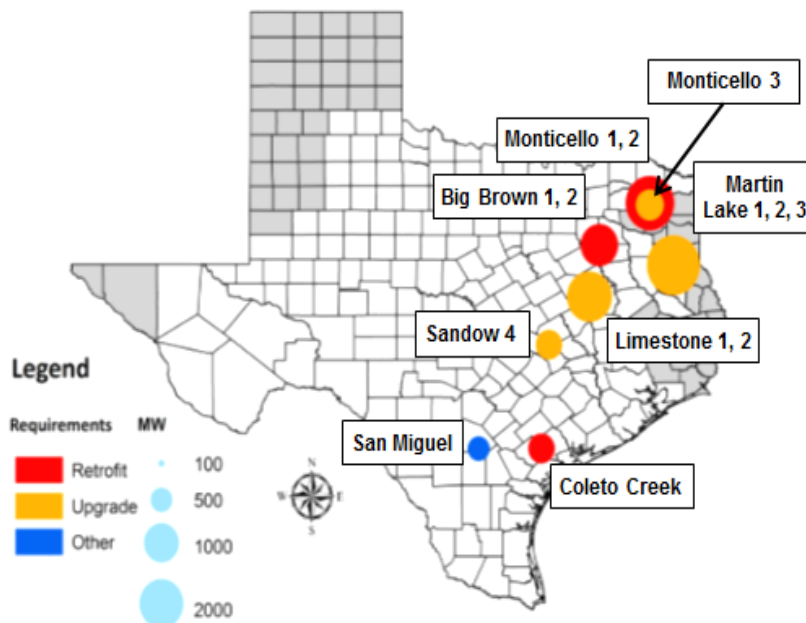 Monticello 3
Monticello 1, 2
Big Brown 1, 2
Martin
Lake 1, 2, 3
Sandow 4
Limestone 1, 2
San Miguel
Coleto Creek
Legend
Requirements MW
Retrofit
Upgrade
Other
100
500
1000
2000
N
W E
S